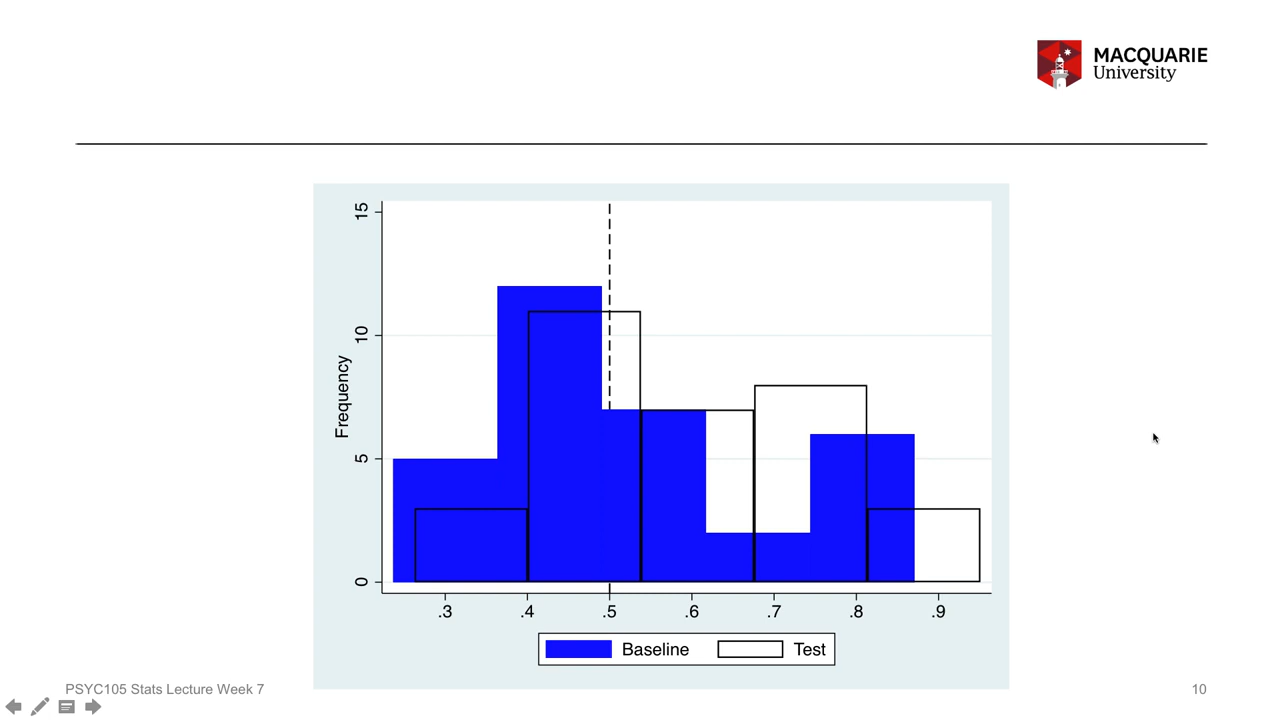 MACQUARIE
University
15
10
5
0
Frequency
.3 .4 .5 .6 .7 .8 .9
Baseline Test
PSYC105 Stats Lecture Week 7
10